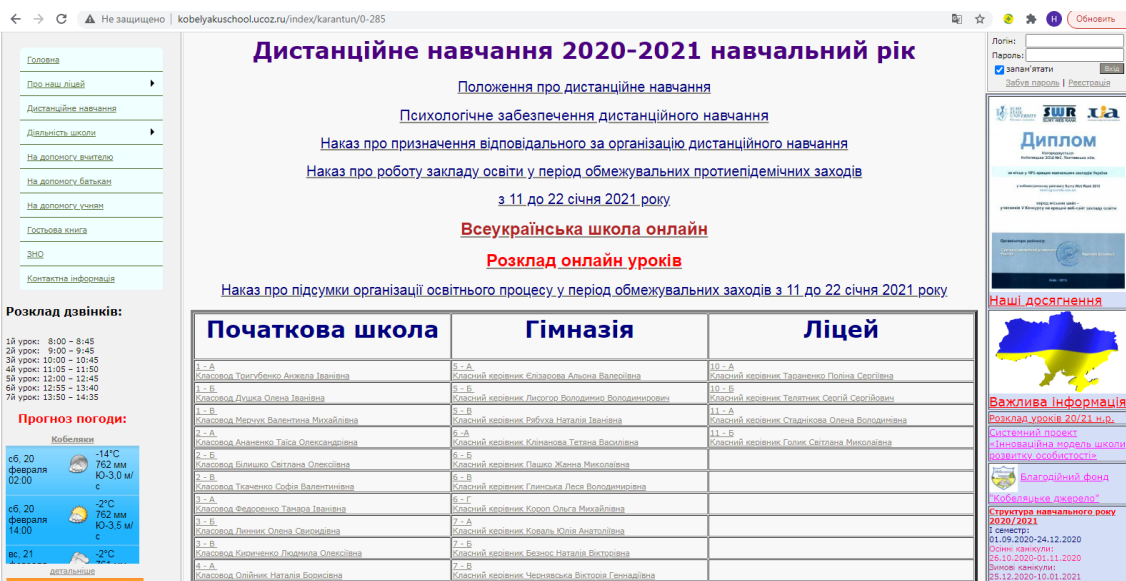 Не защищено
kobelyakuschool.ucoz.ru/index/karantun/0-285
Н
Обновить
Головна
Про наш ліцей
Дистанційне навчання
Діяльність школи
На допомогу вчителю
На допомогу батькам
На допомогу учням
Гостьова книга
ЗНО
Контактна інформація
Розклад дзвінків:
1й урок: 8:00 – 8:45
2й урок: 9:00 – 9:45
3й урок: 10:00 – 10:45
4й урок: 11:05 – 11:50
5й урок: 12:00 – 12:45
6й урок: 12:55 – 13:40
7й урок: 13:50 – 14:35
Прогноз погоди:
Кобеляки
сб, 20
февраля
02:00
-14°C
762 мм
Ю-3,0 м/
с
сб, 20
февраля
14:00
-2°C
762 мм
Ю-3,5 м/
с
вс, 21
-2°C
детальніше
Дистанційне навчання 2020-2021 навчальний рік
Положення про дистанційне навчання
Психологічне забезпечення дистанційного навчання
Наказ про призначення відповідального за організацію дистанційного навчання
Наказ про роботу закладу освіти у період обмежувальних протиепідемічних заходів
з 11 до 22 січня 2021 року
Всеукраїнська школа онлайн
Розклад онлайн уроків
Наказ про підсумки організації освітнього процесу у період обмежувальних заходів з 11 до 22 січня 2021 року
Початкова школа
Гімназія
Ліцей
1 - А
Класовод Тригубенко Анжела Іванівна
5 - А
Класний керівник Єлізарова Альона Валеріївна
10 - А
Класний керівник Тараненко Поліна Сергіївна
1 - Б
Класовод Душка Олена Іванівна
5 - Б
Класний керівник Лисогор Володимир Володимирович
10 - Б
Класний керівник Телятник Сергій Сергійович
1 - В
Класовод Мерчук Валентина Михайлівна
5 - В
Класний керівник Рябуха Наталія Іванівна
11 - А
Класний керівник Стаднікова Олена Володимівна
2 - А
Класовод Ананенко Таїса Олександрівна
6 -А
Класний керівник Кліманова Тетяна Василівна
11 - Б
Класний керівник Голик Світлана Миколаївна
2 - Б
Класовод Білишко Світлана Олексіївна
6 - Б
Класний керівник Пашко Жанна Миколаївна
2 - В
Класовод Ткаченко Софія Валентинівна
6 - В
Класний керівник Глинська Леся Володимирівна
3 - А
Класовод Федоренко Тамара Іванівна
6 - Г
Класний керівник Короп Ольга Михайлівна
3 - Б
Класовод Линник Олена Свиридівна
7 - А
Класний керівник Коваль Юлія Анатоліївна
3 - В
Класовод Кириченко Людмила Олексіївна
7 - Б
Класний керівник Безнос Наталія Вікторівна
4 - А
Класовод Олійник Наталія Борисівна
7 - В
Класний керівник Чернявська Вікторія Геннадіївна
Логін:
Пароль:
запам'ятати
Вхід
Забув пароль | Реєстрація
SWR
Диплом
Наші досягнення
Важлива інформація
Розклад уроків 20/21 н.р.
Системний проект
«Інноваційна модель школи
розвитку особистості»
Благодійний фонд
"Кобеляцьке джерело"
Структура навчального року
2020/2021
І семестр:
01.09.2020-24.12.2020
Осінні канікули:
26.10.2020-01.11.2020
Зимові канікули:
25.12.2020-10.01.2021